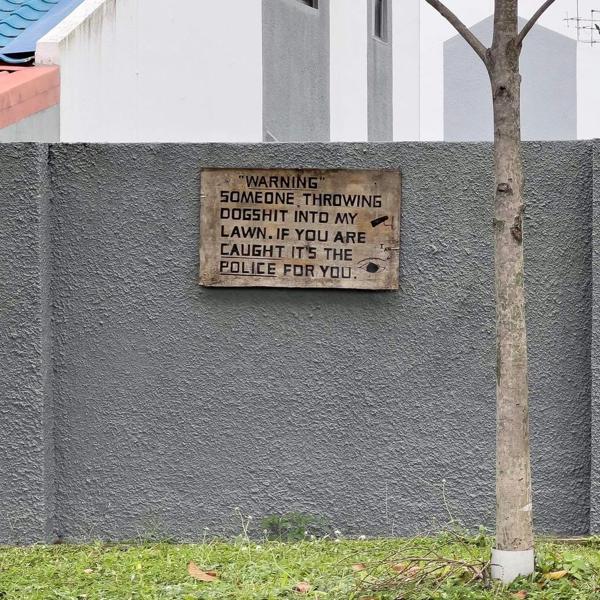 "WARNING"
SOMEONE THROWING
DOGSHIT INTO MY
LAWN. IF YOU ARE
CAUGHT IT'S THE
POLICE FOR YOU.